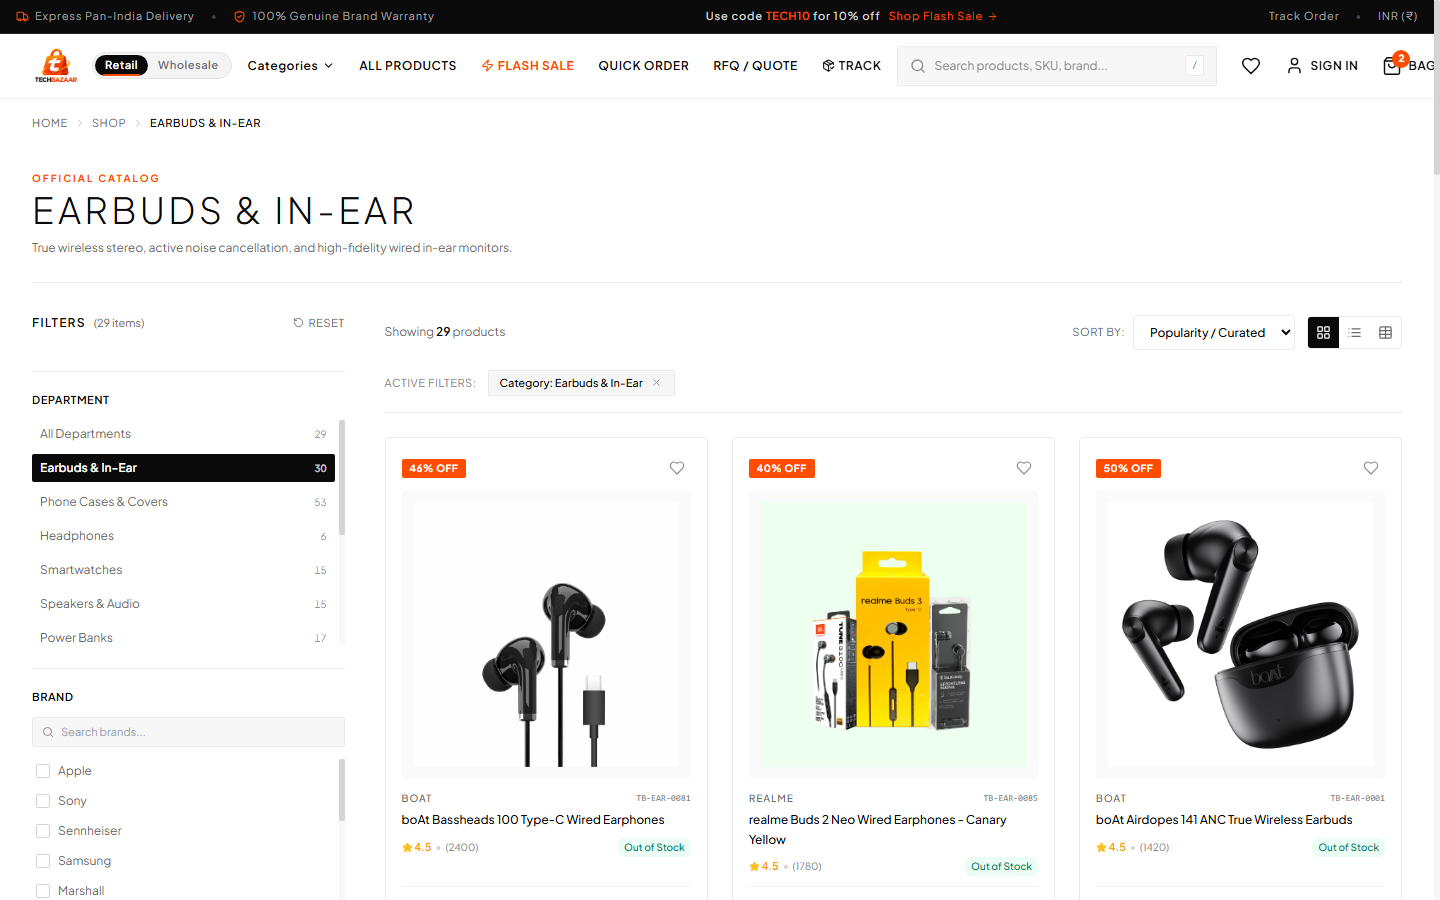 Express Pan-India Delivery • 100% Genuine Brand Warranty
Use code TECH10 for 10% off Shop Flash Sale →
Track Order • INR (₹)
TECHBAZAAR
Retail Wholesale
Categories ALL PRODUCTS FLASH SALE QUICK ORDER RFQ / QUOTE TRACK
Search products, SKU, brand... /
SIGN IN
2
BAG
HOME > SHOP > EARBUDS & IN-EAR
OFFICIAL CATALOG
EARBUDS & IN-EAR
True wireless stereo, active noise cancellation, and high-fidelity wired in-ear monitors.
FILTERS (29 items) RESET
DEPARTMENT
All Departments 29
Earbuds & In-Ear 30
Phone Cases & Covers 53
Headphones 6
Smartwatches 15
Speakers & Audio 15
Power Banks 17
BRAND
Search brands...
Apple
Sony
Sennheiser
Samsung
Marshall
Showing 29 products
SORT BY: Popularity / Curated
ACTIVE FILTERS: Category: Earbuds & In-Ear ×
46% OFF
BOAT TB-EAR-0081
boAt Bassheads 100 Type-C Wired Earphones
4.5 • (2400) Out of Stock
40% OFF
realme Buds 3
Type-C
JBL
TUNE
REALME TB-EAR-0085
realme Buds 2 Neo Wired Earphones - Canary
Yellow
4.5 • (1780) Out of Stock
50% OFF
boAt
BOAT TB-EAR-0001
boAt Airdopes 141 ANC True Wireless Earbuds
4.5 • (1420) Out of Stock